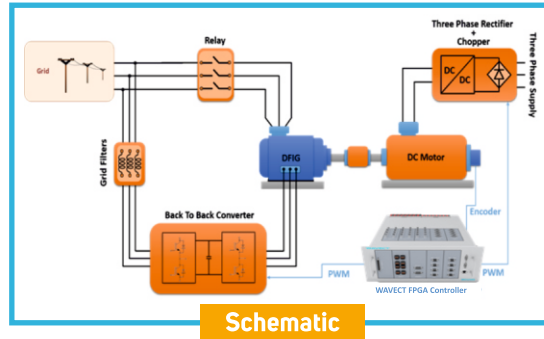 Three Phase Rectifier
+
Chopper
Relay
Grid
DC
DC
Three Phase Supply
Grid Filters
DFIG
DC Motor
Back To Back Converter
Encoder
PWM
PWM
WAVECT FPGA Controller
Schematic